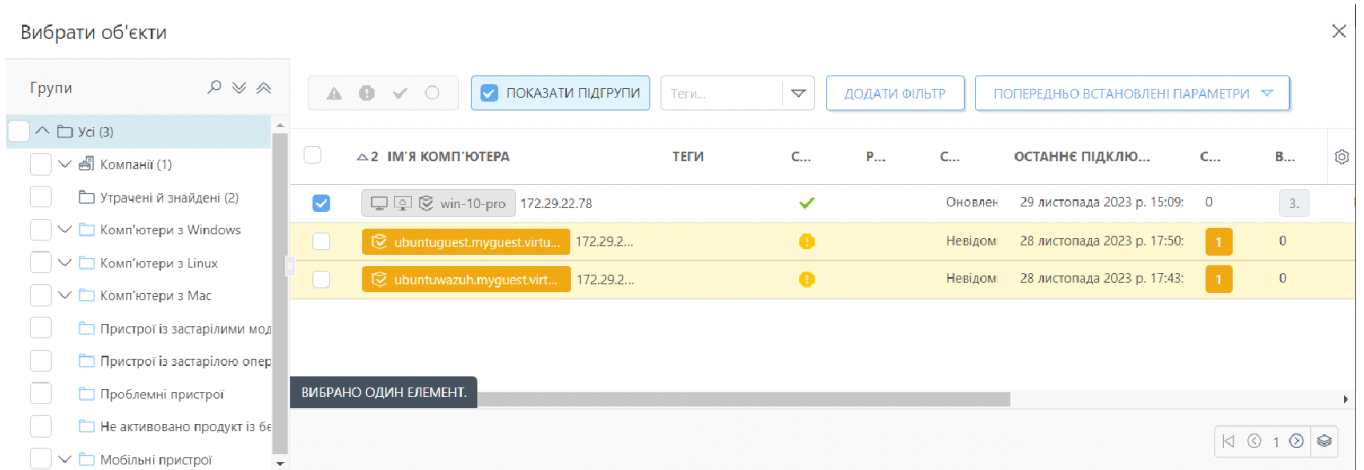 Вибрати об'єкти
Групи
ПОКАЗАТИ ПІДГРУПИ
Теги...
ДОДАТИ ФІЛЬТР
ПОПЕРЕДНЬО ВСТАНОВЛЕНІ ПАРАМЕТРИ
Усі (3)
Компанії (1)
Утрачені й знайдені (2)
Комп'ютери з Windows
Комп'ютери з Linux
Комп'ютери з Mac
Пристрої із застарілими мод
Пристрої із застарілою опер
Проблемні пристрої
Не активовано продукт із бе
Мобільні пристрої
2 ІМ'Я КОМП'ЮТЕРА ТЕГИ С... Р... С... ОСТАННЄ ПІДКЛЮ... С... В...
win-10-pro 172.29.22.78 Оновлен 29 листопада 2023 р. 15:09: 0 3.
ubuntuguest.myguest.virtu... 172.29.2... Невідом 28 листопада 2023 р. 17:50: 1 0
ubuntuwazuh.myguest.virt... 172.29.2... Невідом 28 листопада 2023 р. 17:43: 1 0
ВИБРАНО ОДИН ЕЛЕМЕНТ.
1